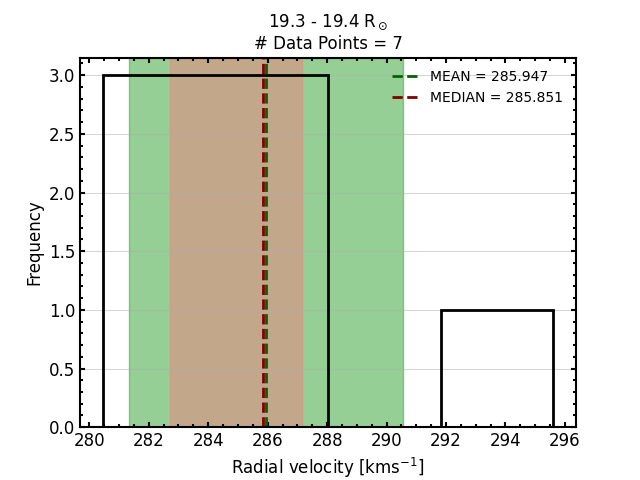 19.3 - 19.4 R⊙
# Data Points = 7
MEAN = 285.947
MEDIAN = 285.851
3.0
2.5
2.0
1.5
1.0
0.5
0.0
Frequency
280 282 284 286 288 290 292 294 296
Radial velocity [kms⁻¹]